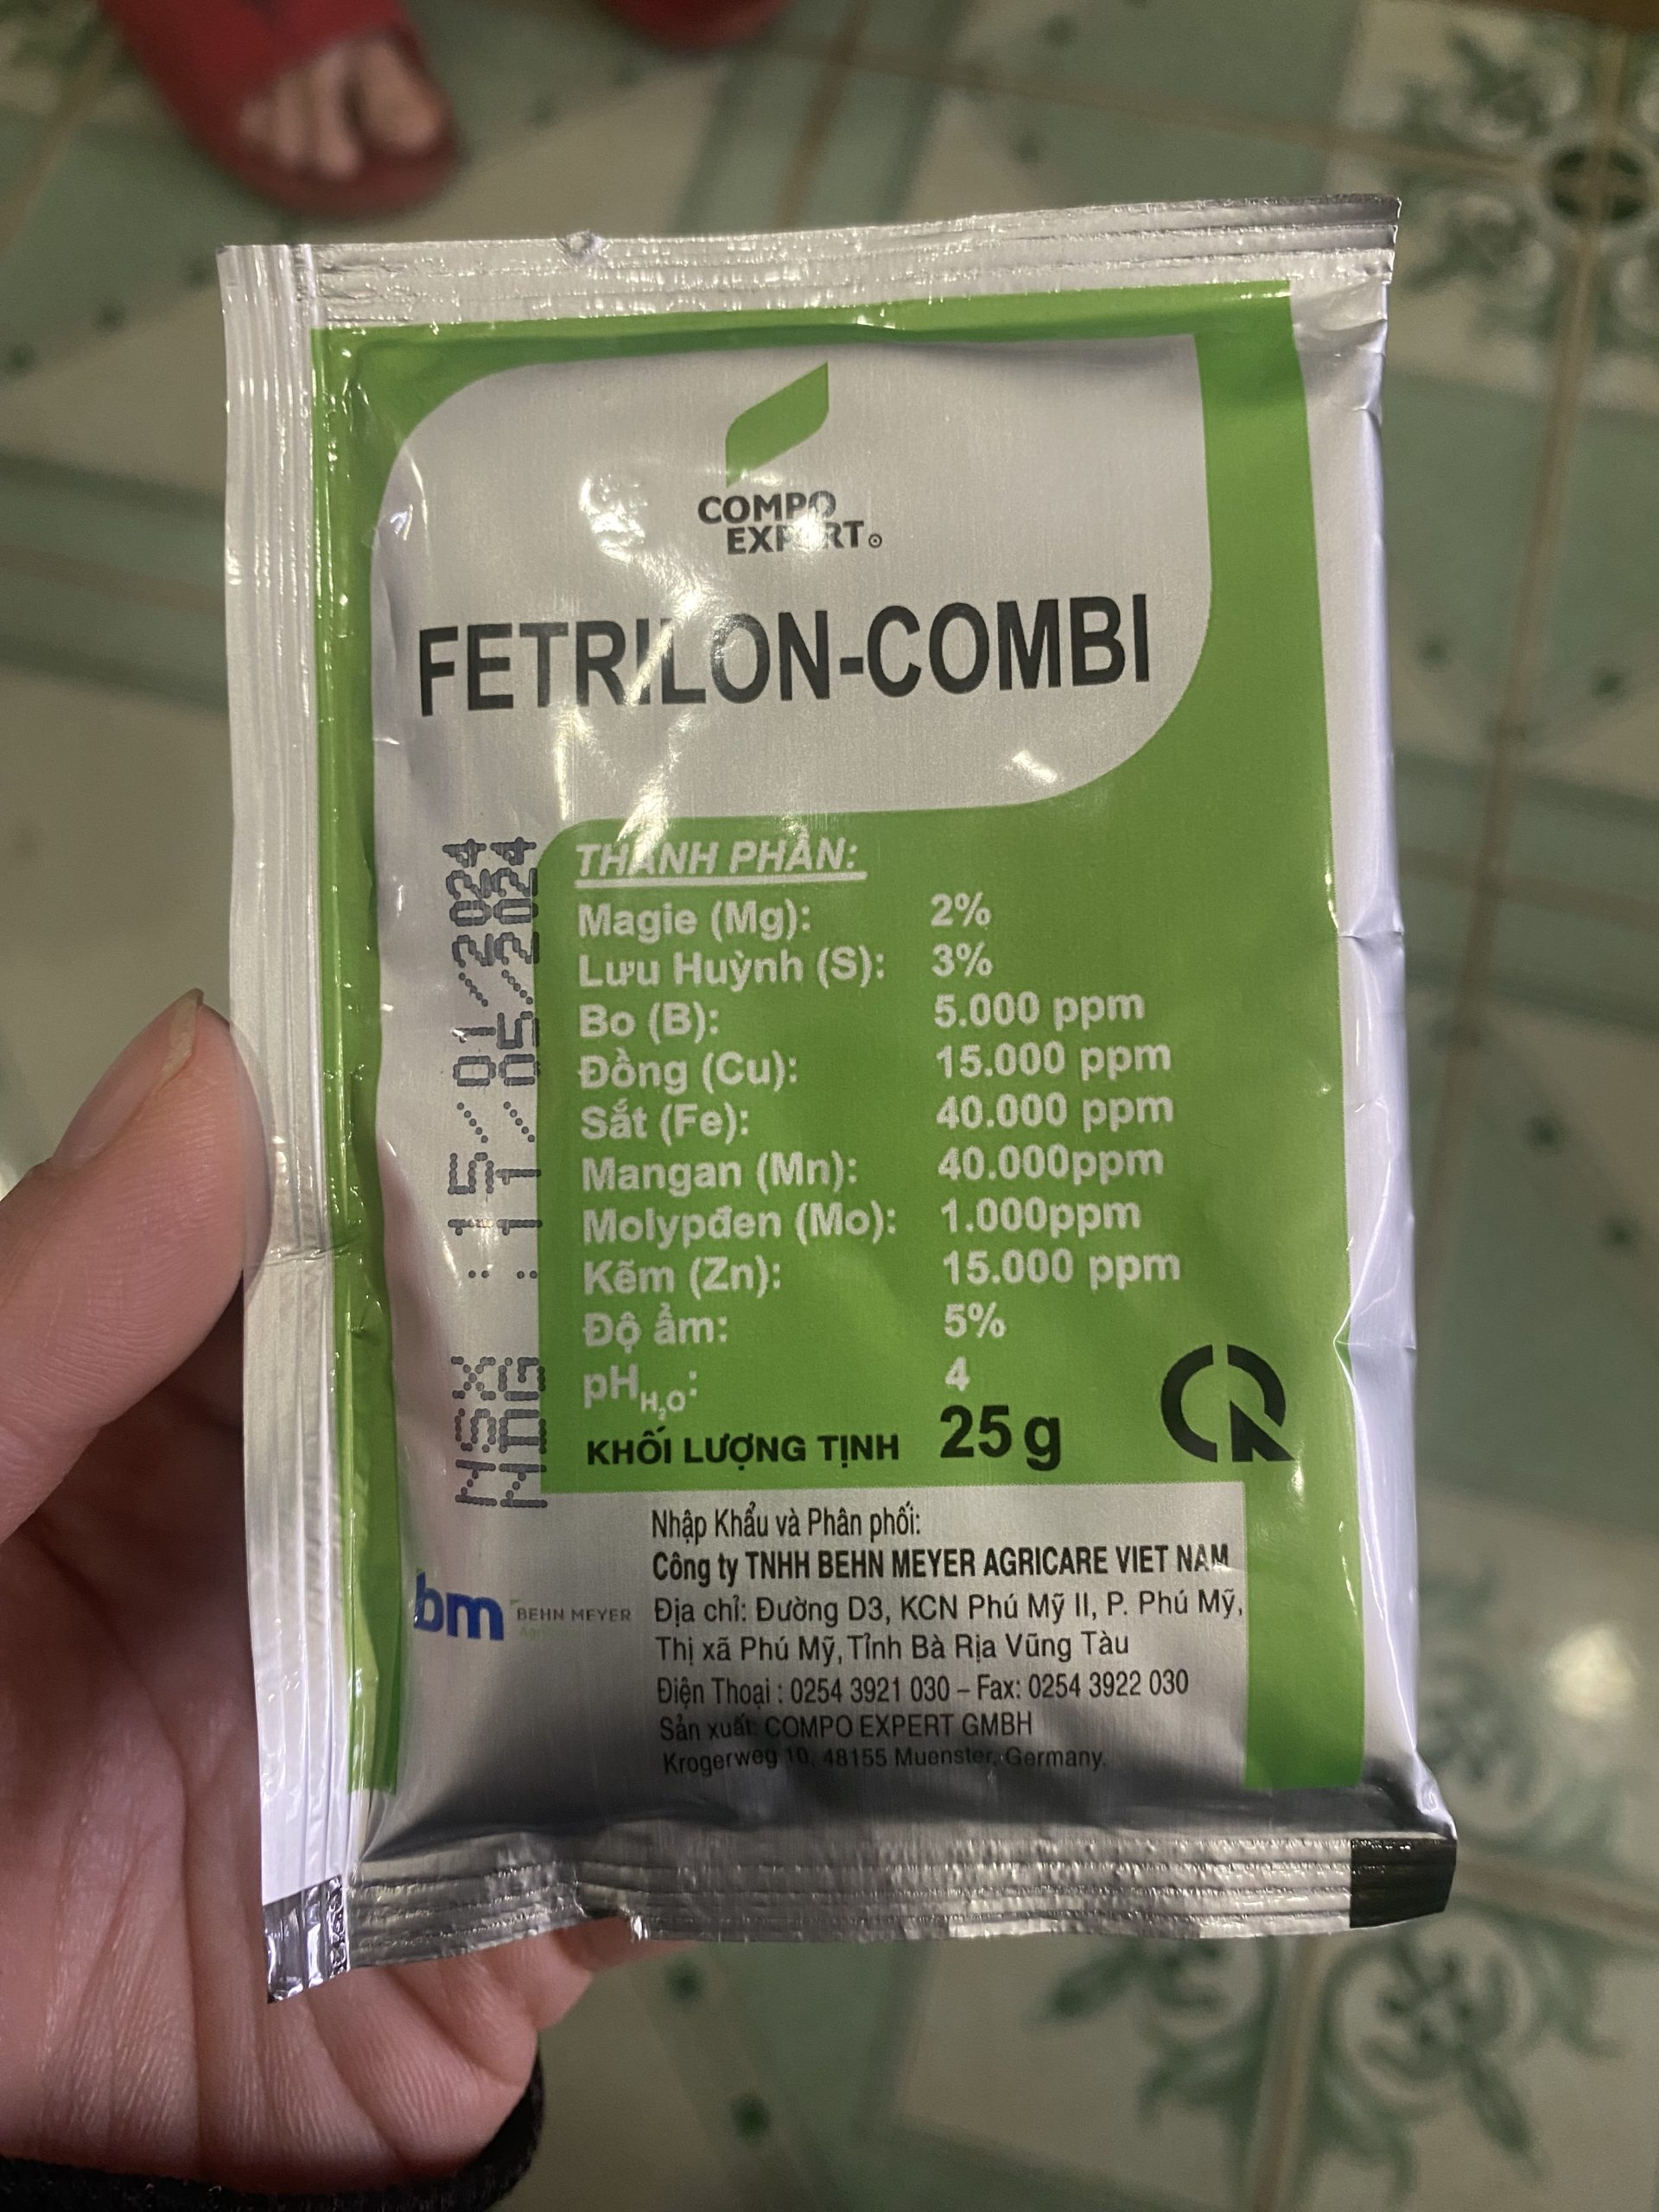 COMPO
EXPERT
FETRILON-COMBI
THÀNH PHẦN:
Magie (Mg): 2%
Lưu Huỳnh (S): 3%
Bo (B): 5.000 ppm
Đồng (Cu): 15.000 ppm
Sắt (Fe): 40.000 ppm
Mangan (Mn): 40.000ppm
Molypđen (Mo): 1.000ppm
Kẽm (Zn): 15.000 ppm
Độ ẩm: 5%
pHH₂O: 4
KHỐI LƯỢNG TỊNH 25 g
NSX : 15/01/2024
NĐG : 11/05/2024
bm BEHN MEYER
Nhập Khẩu và Phân phối:
Công ty TNHH BEHN MEYER AGRICARE VIET NAM
Địa chỉ: Đường D3, KCN Phú Mỹ II, P. Phú Mỹ,
Thị xã Phú Mỹ, Tỉnh Bà Rịa Vũng Tàu
Điện Thoại : 0254 3921 030 – Fax: 0254 3922 030
Sản xuất: COMPO EXPERT GMBH
Krogerweg 10, 48155 Muenster, Germany.